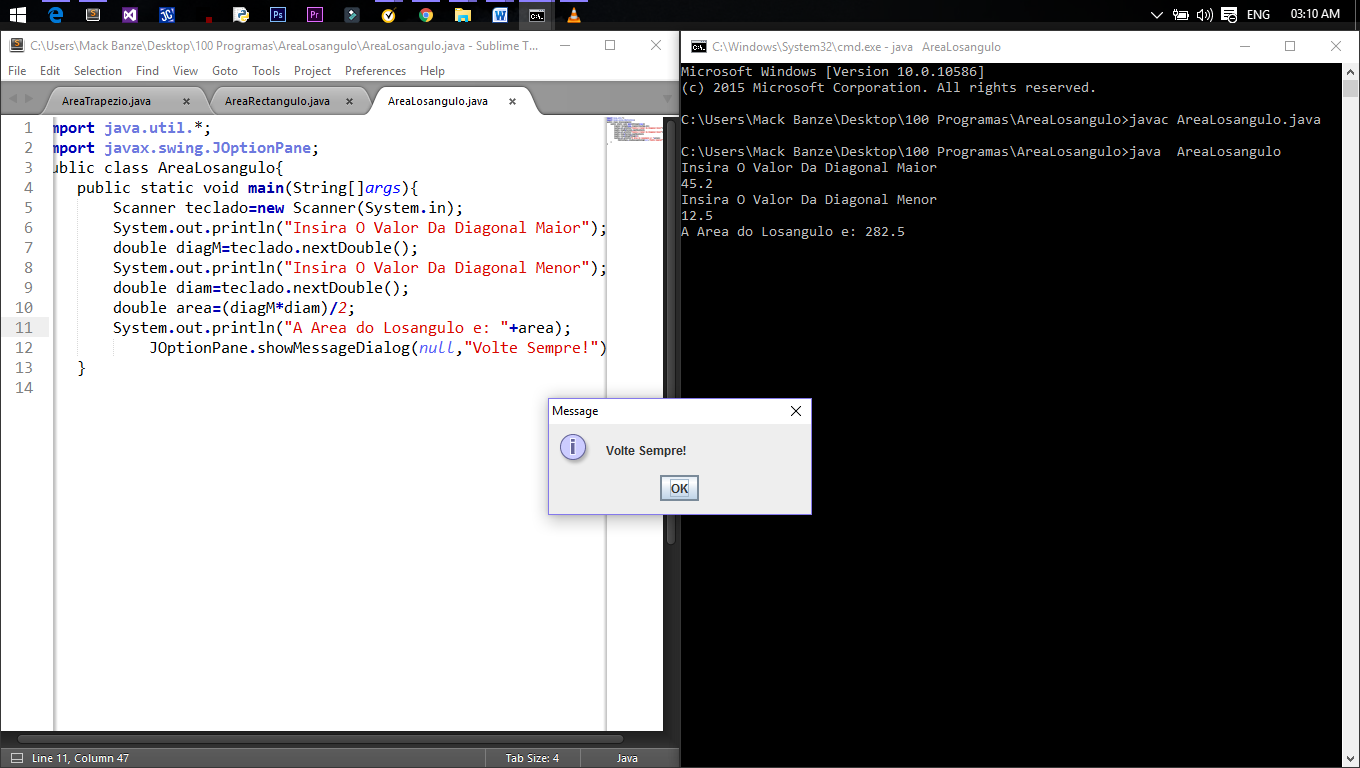 ENG 03:10 AM
C:\Users\Mack Banze\Desktop\100 Programas\AreaLosangulo\AreaLosangulo.java - Sublime T...
File Edit Selection Find View Goto Tools Project Preferences Help
AreaTrapezio.java AreaRectangulo.java AreaLosangulo.java
1 mport java.util.*;
2 mport javax.swing.JOptionPane;
3 ublic class AreaLosangulo{
4 public static void main(String[]args){
5 Scanner teclado=new Scanner(System.in);
6 System.out.println("Insira O Valor Da Diagonal Maior");
7 double diagM=teclado.nextDouble();
8 System.out.println("Insira O Valor Da Diagonal Menor");
9 double diam=teclado.nextDouble();
10 double area=(diagM*diam)/2;
11 System.out.println("A Area do Losangulo e: "+area);
12 JOptionPane.showMessageDialog(null,"Volte Sempre!")
13 }
14
Line 11, Column 47 Tab Size: 4 Java
C:\Windows\System32\cmd.exe - java AreaLosangulo
Microsoft Windows [Version 10.0.10586]
(c) 2015 Microsoft Corporation. All rights reserved.
C:\Users\Mack Banze\Desktop\100 Programas\AreaLosangulo>javac AreaLosangulo.java
C:\Users\Mack Banze\Desktop\100 Programas\AreaLosangulo>java  AreaLosangulo
Insira O Valor Da Diagonal Maior
45.2
Insira O Valor Da Diagonal Menor
12.5
A Area do Losangulo e: 282.5
Message
Volte Sempre!
OK